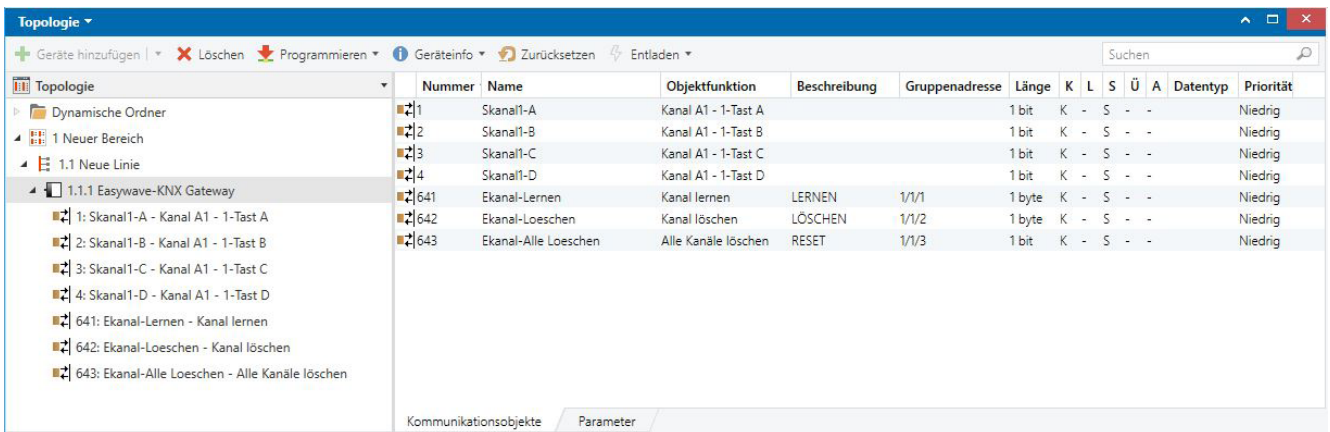 Topologie
Geräte hinzufügen Löschen Programmieren Geräteinfo Zurücksetzen Entladen Suchen
Topologie
Dynamische Ordner
1 Neuer Bereich
1.1 Neue Linie
1.1.1 Easywave-KNX Gateway
1: Skanal1-A - Kanal A1 - 1-Tast A
2: Skanal1-B - Kanal A1 - 1-Tast B
3: Skanal1-C - Kanal A1 - 1-Tast C
4: Skanal1-D - Kanal A1 - 1-Tast D
641: Ekanal-Lernen - Kanal lernen
642: Ekanal-Loeschen - Kanal löschen
643: Ekanal-Alle Loeschen - Alle Kanäle löschen
Nummer Name Objektfunktion Beschreibung Gruppenadresse Länge K L S Ü A Datentyp Priorität
1 Skanal1-A Kanal A1 - 1-Tast A 1 bit K - S - - Niedrig
2 Skanal1-B Kanal A1 - 1-Tast B 1 bit K - S - - Niedrig
3 Skanal1-C Kanal A1 - 1-Tast C 1 bit K - S - - Niedrig
4 Skanal1-D Kanal A1 - 1-Tast D 1 bit K - S - - Niedrig
641 Ekanal-Lernen Kanal lernen LERNEN 1/1/1 1 byte K - S - - Niedrig
642 Ekanal-Loeschen Kanal löschen LÖSCHEN 1/1/2 1 byte K - S - - Niedrig
643 Ekanal-Alle Loeschen Alle Kanäle löschen RESET 1/1/3 1 bit K - S - - Niedrig
Kommunikationsobjekte Parameter